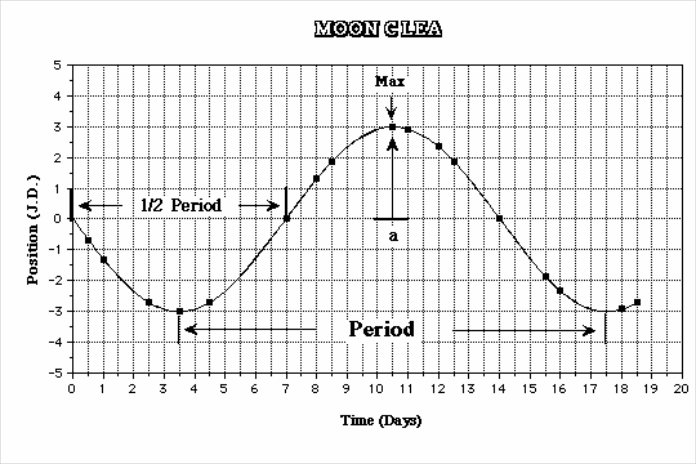 MOON CLEA
5
Max
4
3
2
1
1/2 Period
0
a
-1
-2
-3
Period
-4
-5
0 1 2 3 4 5 6 7 8 9 10 11 12 13 14 15 16 17 18 19 20
Position (J.D.)
Time (Days)